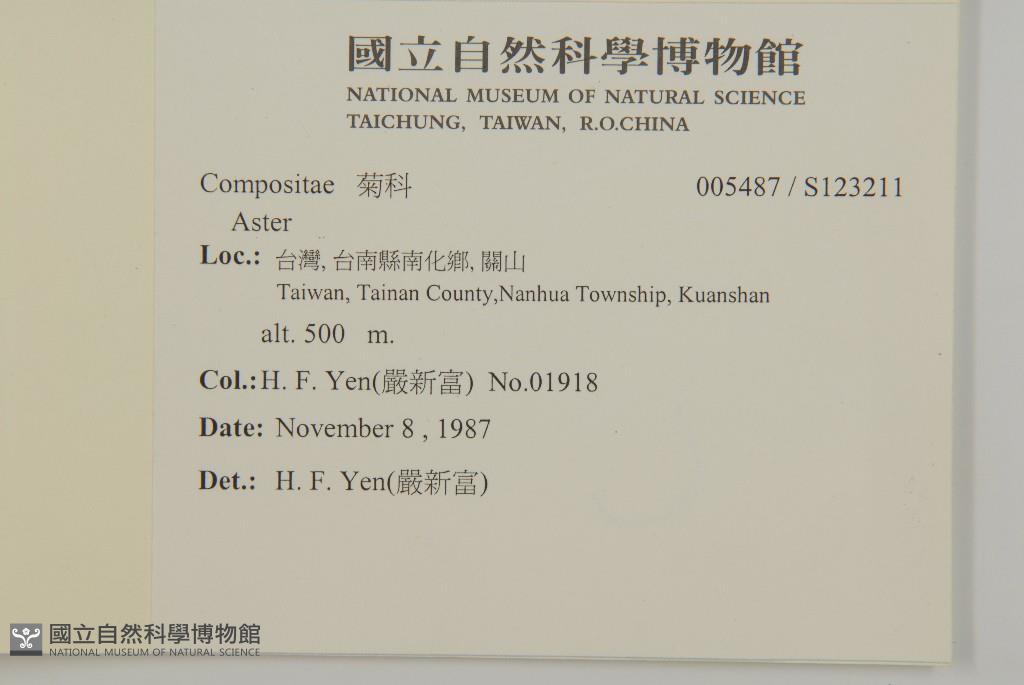 國立自然科學博物館
NATIONAL MUSEUM OF NATURAL SCIENCE
TAICHUNG, TAIWAN, R.O.CHINA
Compositae 菊科 005487 / S123211
Aster
Loc.: 台灣, 台南縣南化鄉, 關山
Taiwan, Tainan County,Nanhua Township, Kuanshan
alt. 500 m.
Col.:H. F. Yen(嚴新富) No.01918
Date: November 8 , 1987
Det.: H. F. Yen(嚴新富)
國立自然科學博物館
NATIONAL MUSEUM OF NATURAL SCIENCE